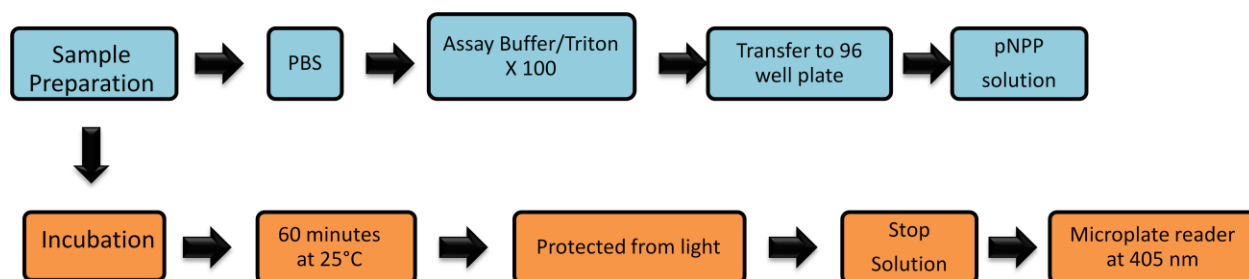 Sample
Preparation
PBS
Assay Buffer/Triton
X 100
Transfer to 96
well plate
pNPP
solution
Incubation
60 minutes
at 25°C
Protected from light
Stop
Solution
Microplate reader
at 405 nm